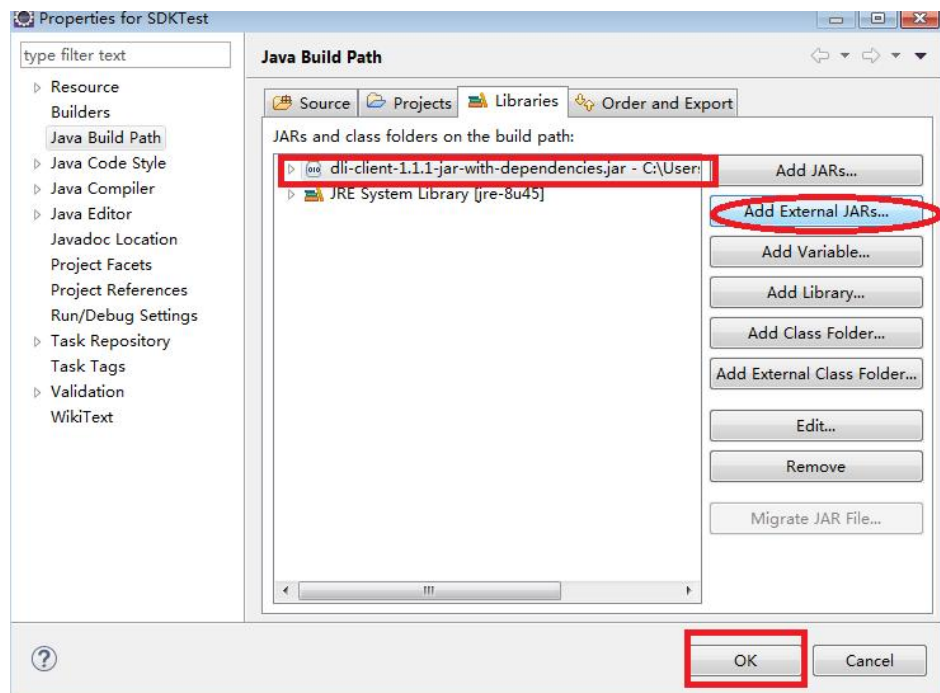 Properties for SDKTest
type filter text
Resource
Builders
Java Build Path
Java Code Style
Java Compiler
Java Editor
Javadoc Location
Project Facets
Project References
Run/Debug Settings
Task Repository
Task Tags
Validation
WikiText
Java Build Path
Source Projects Libraries Order and Export
JARs and class folders on the build path:
dli-client-1.1.1-jar-with-dependencies.jar - C:\User
JRE System Library [jre-8u45]
Add JARs...
Add External JARs...
Add Variable...
Add Library...
Add Class Folder...
Add External Class Folder...
Edit...
Remove
Migrate JAR File...
OK
Cancel